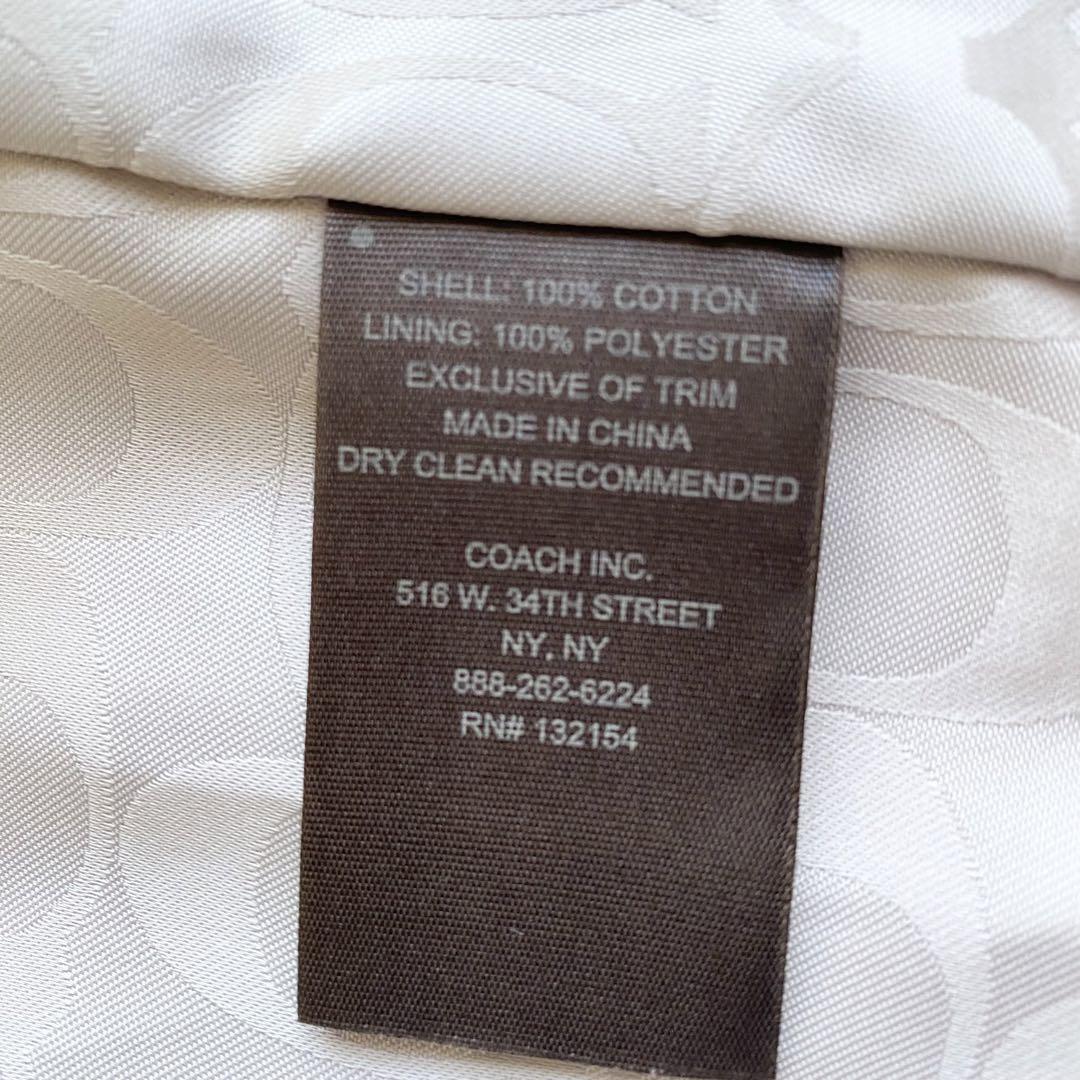 SHELL: 100% COTTON
LINING: 100% POLYESTER
EXCLUSIVE OF TRIM
MADE IN CHINA
DRY CLEAN RECOMMENDED
COACH INC.
516 W. 34TH STREET
NY, NY
888-262-6224
RN# 132154